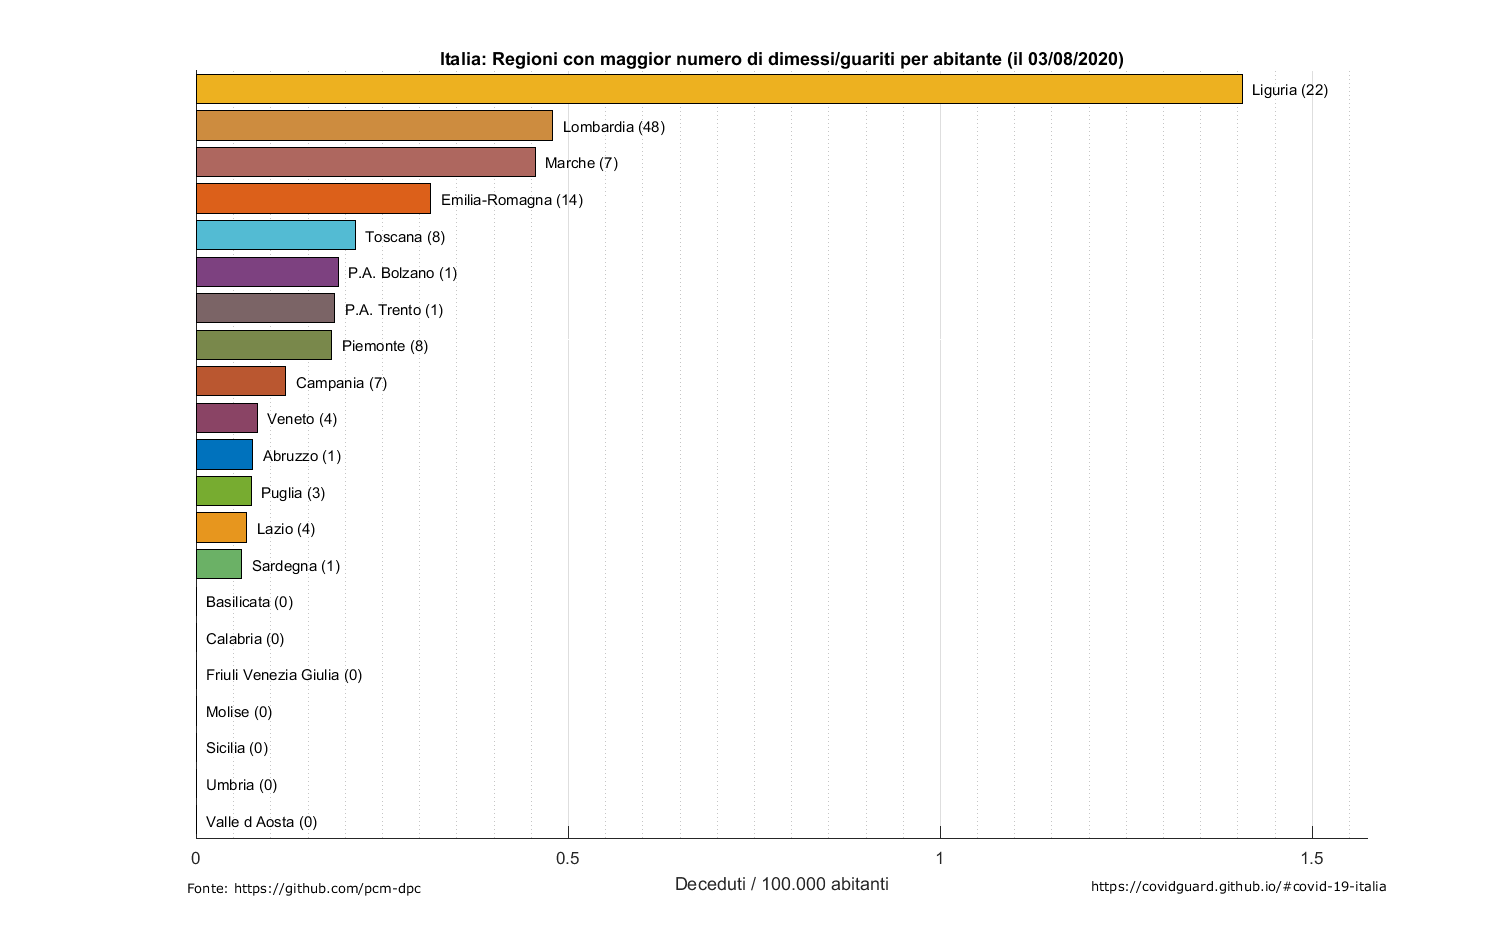 Italia: Regioni con maggior numero di dimessi/guariti per abitante (il 03/08/2020)
Liguria (22)
Lombardia (48)
Marche (7)
Emilia-Romagna (14)
Toscana (8)
P.A. Bolzano (1)
P.A. Trento (1)
Piemonte (8)
Campania (7)
Veneto (4)
Abruzzo (1)
Puglia (3)
Lazio (4)
Sardegna (1)
Basilicata (0)
Calabria (0)
Friuli Venezia Giulia (0)
Molise (0)
Sicilia (0)
Umbria (0)
Valle d Aosta (0)
0 0.5 1 1.5
Deceduti / 100.000 abitanti
Fonte: https://github.com/pcm-dpc
https://covidguard.github.io/#covid-19-italia